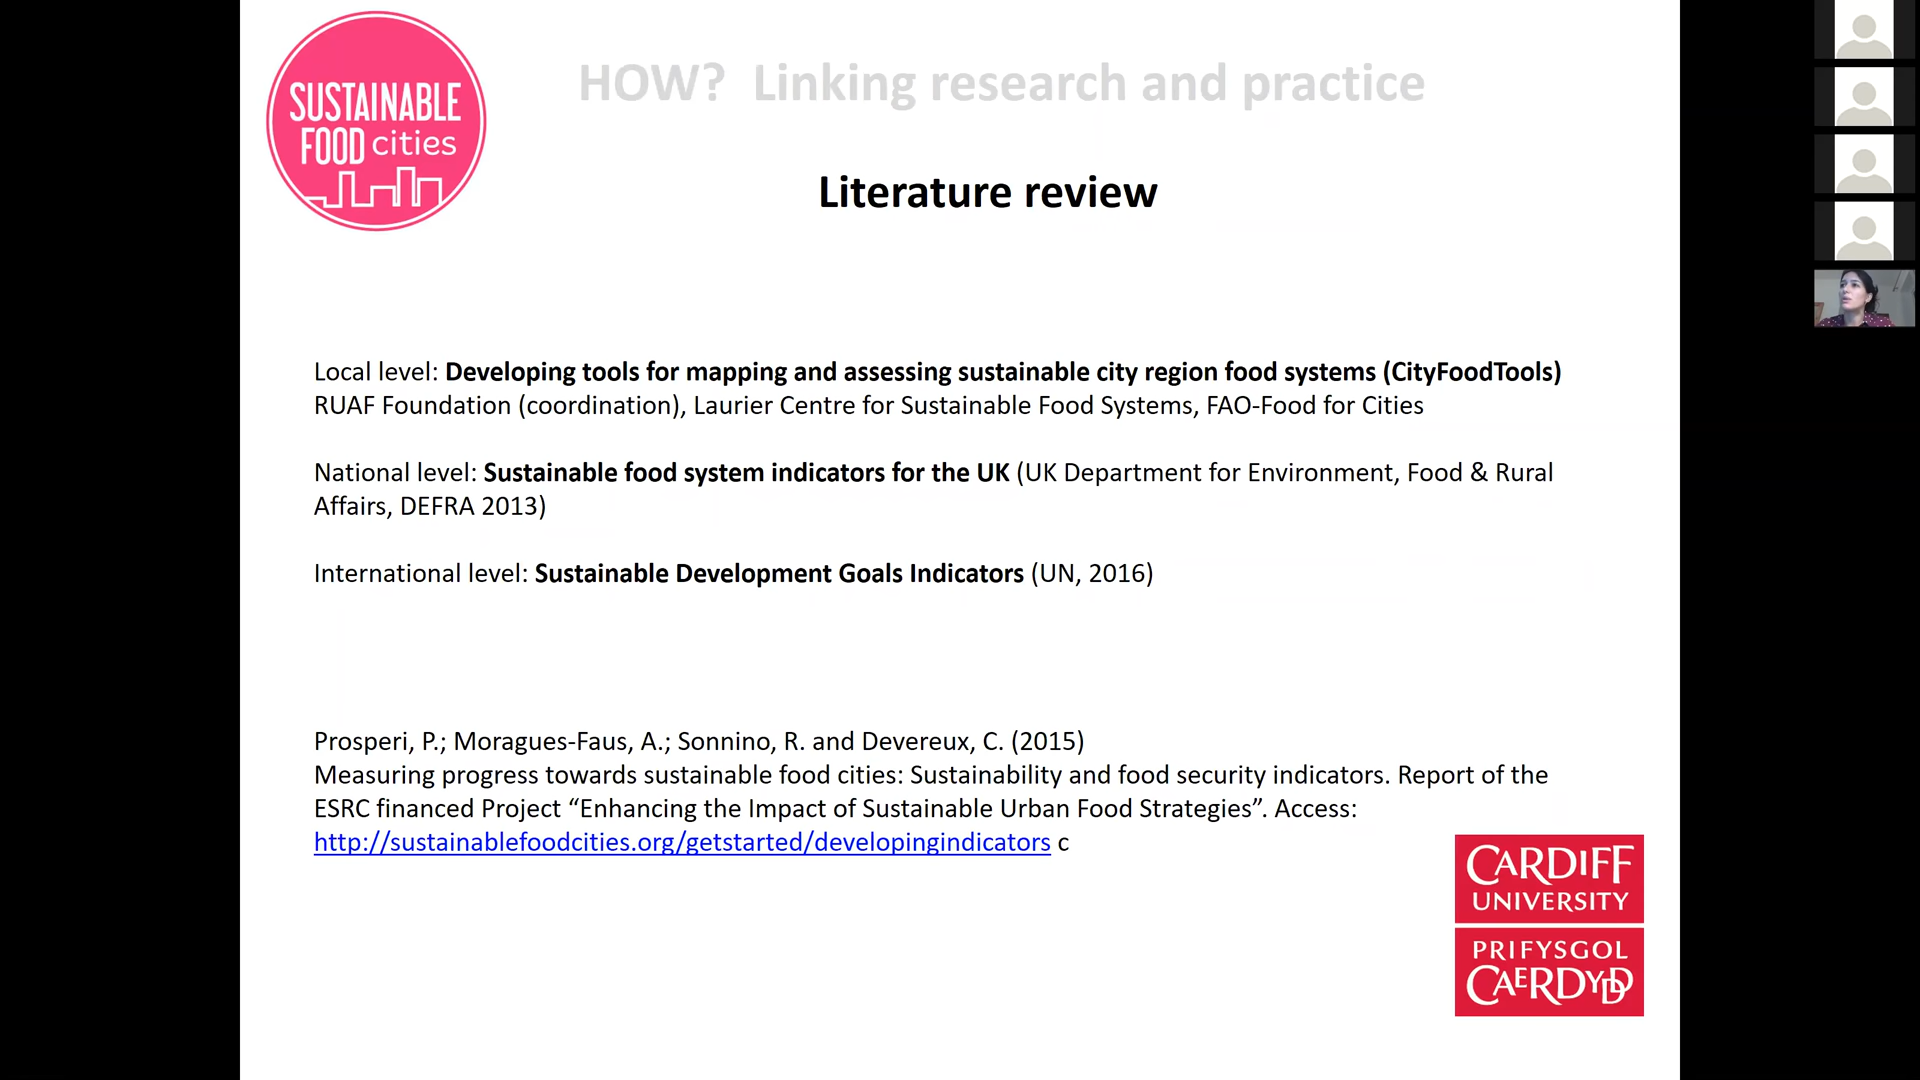 SUSTAINABLE
FOOD cities
HOW?  Linking research and practice
Literature review
Local level: Developing tools for mapping and assessing sustainable city region food systems (CityFoodTools)
RUAF Foundation (coordination), Laurier Centre for Sustainable Food Systems, FAO-Food for Cities
National level: Sustainable food system indicators for the UK (UK Department for Environment, Food & Rural
Affairs, DEFRA 2013)
International level: Sustainable Development Goals Indicators (UN, 2016)
Prosperi, P.; Moragues-Faus, A.; Sonnino, R. and Devereux, C. (2015)
Measuring progress towards sustainable food cities: Sustainability and food security indicators. Report of the
ESRC financed Project “Enhancing the Impact of Sustainable Urban Food Strategies”. Access:
http://sustainablefoodcities.org/getstarted/developingindicators c
CARDIFF
UNIVERSITY
PRIFYSGOL
CAERDYDD